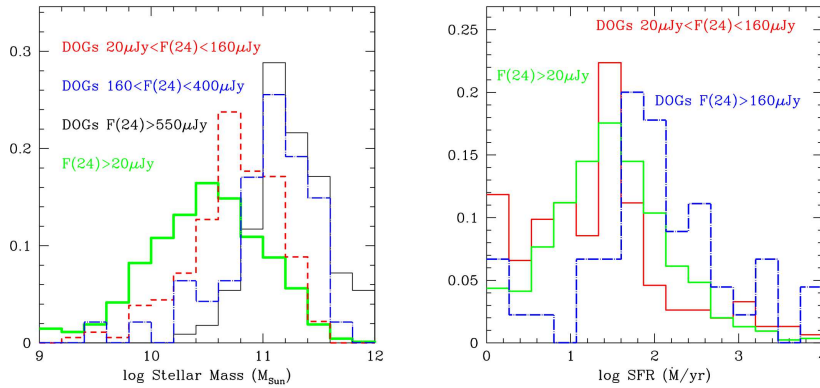 0.3
0.2
0.1
0
9
10
11
12
log Stellar Mass (M_Sun)
DOGs 20μJy<F(24)<160μJy
DOGs 160<F(24)<400μJy
DOGs F(24)>550μJy
F(24)>20μJy
0.25
0.2
0.15
0.1
0.05
0
0
1
2
3
4
log SFR (Ṁ/yr)
DOGs 20μJy<F(24)<160μJy
F(24)>20μJy
DOGs F(24)>160μJy